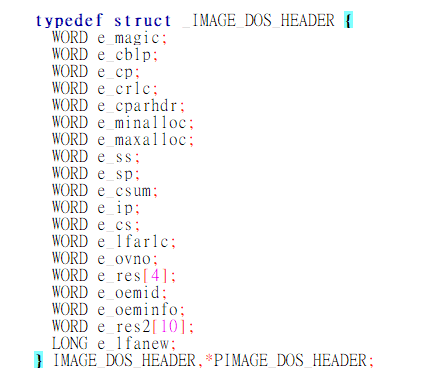 typedef struct _IMAGE_DOS_HEADER {
WORD e_magic;
WORD e_cblp;
WORD e_cp;
WORD e_crlc;
WORD e_cparhdr;
WORD e_minalloc;
WORD e_maxalloc;
WORD e_ss;
WORD e_sp;
WORD e_csum;
WORD e_ip;
WORD e_cs;
WORD e_lfarlc;
WORD e_ovno;
WORD e_res[4];
WORD e_oemid;
WORD e_oeminfo;
WORD e_res2[10];
LONG e_lfanew;
} IMAGE_DOS_HEADER,*PIMAGE_DOS_HEADER;